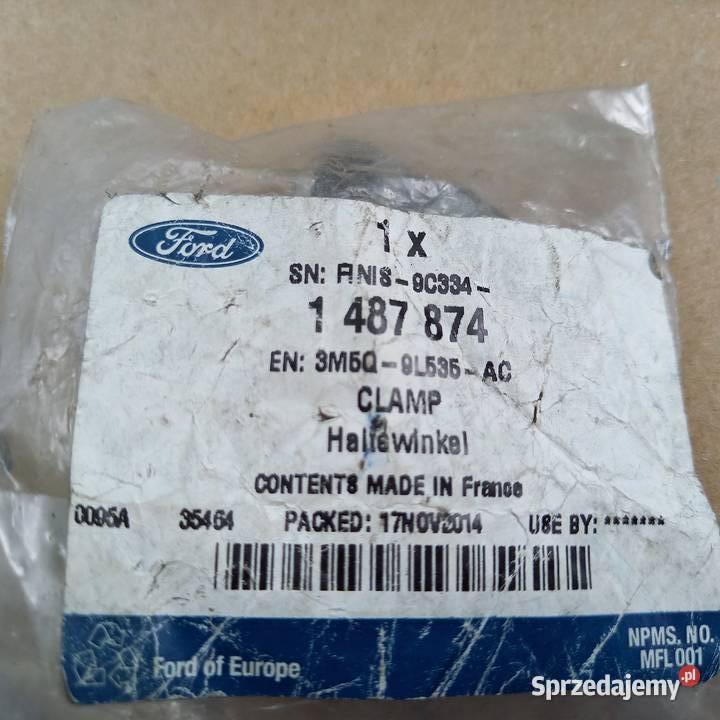 Ford
1 X
SN: FINIS-9C334-
1 487 874
EN: 3M5Q-9L535-AC
CLAMP
Haltewinkel
CONTENTS MADE IN France
0095A 35464 PACKED: 17NOV2014 USE BY: *******
Ford of Europe
NPMS. NO.
MFL001
Sprzedajemy.pl